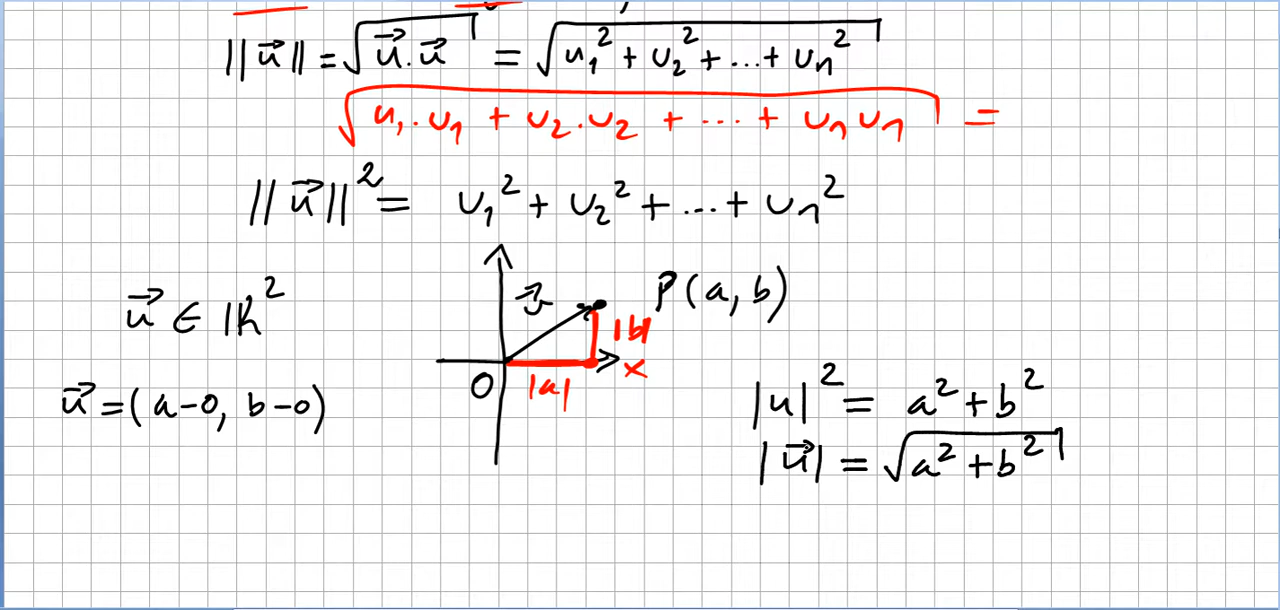 ||u⃗|| = √(u⃗.u⃗) = √(u₁² + u₂² + ... + uₙ²)
√(u₁.u₁ + u₂.u₂ + ... + uₙuₙ) =
||u⃗||² = u₁² + u₂² + ... + uₙ²
u⃗ ∈ ℝ²
u⃗
P(a, b)
|b|
x
O
|a|
u⃗ = (a-0, b-0)
|u|² = a² + b²
|u⃗| = √(a² + b²)